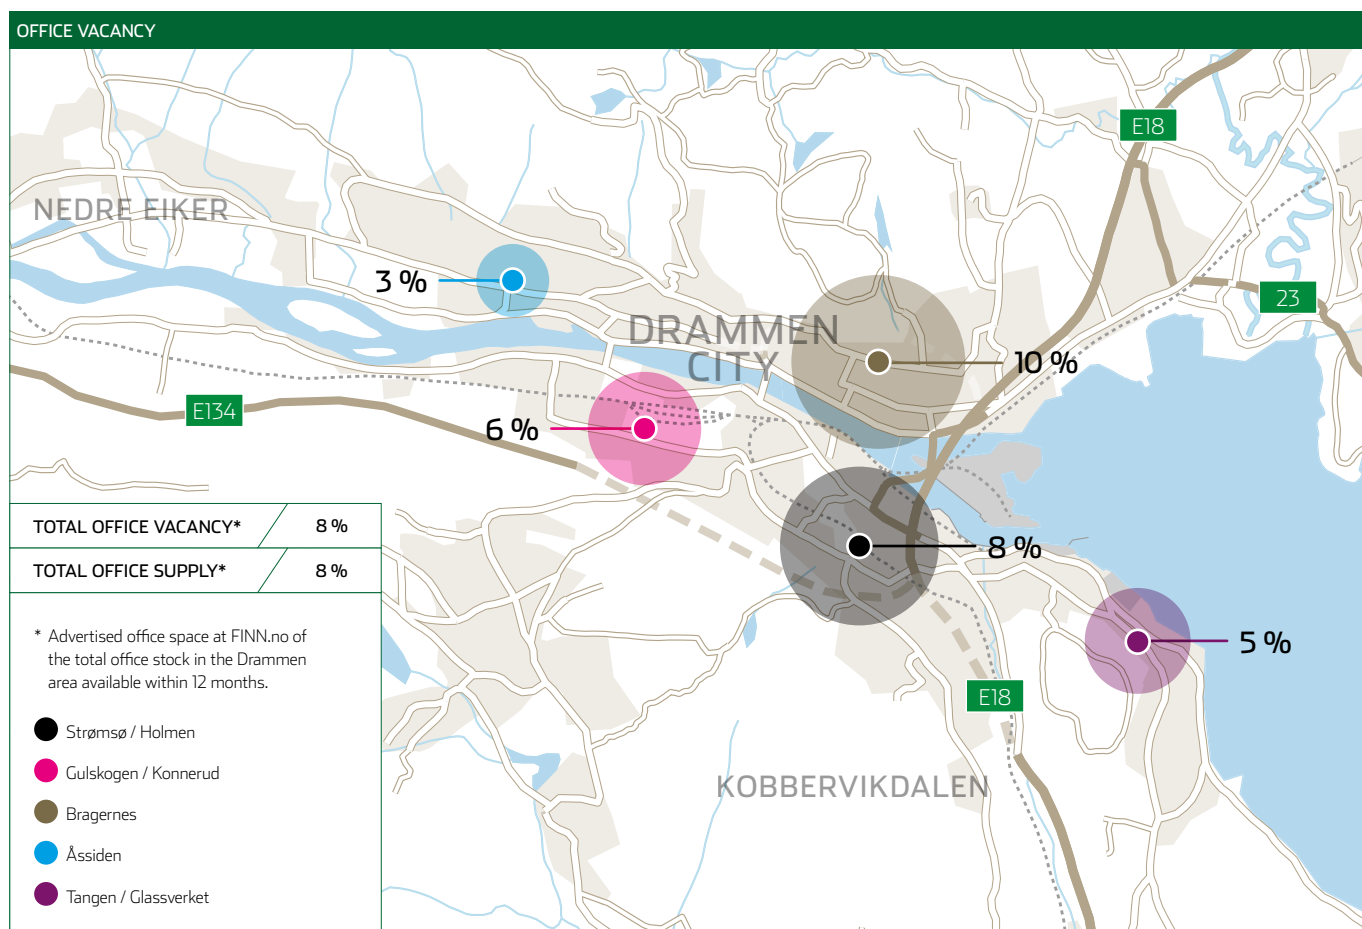 OFFICE VACANCY
E18
NEDRE EIKER
3 %
23
DRAMMEN
CITY
10 %
E134
6 %
8 %
5 %
E18
KOBBERVIKDALEN
TOTAL OFFICE VACANCY* 8 %
TOTAL OFFICE SUPPLY* 8 %
* Advertised office space at FINN.no of
the total office stock in the Drammen
area available within 12 months.
Strømsø / Holmen
Gulskogen / Konnerud
Bragernes
Åssiden
Tangen / Glassverket